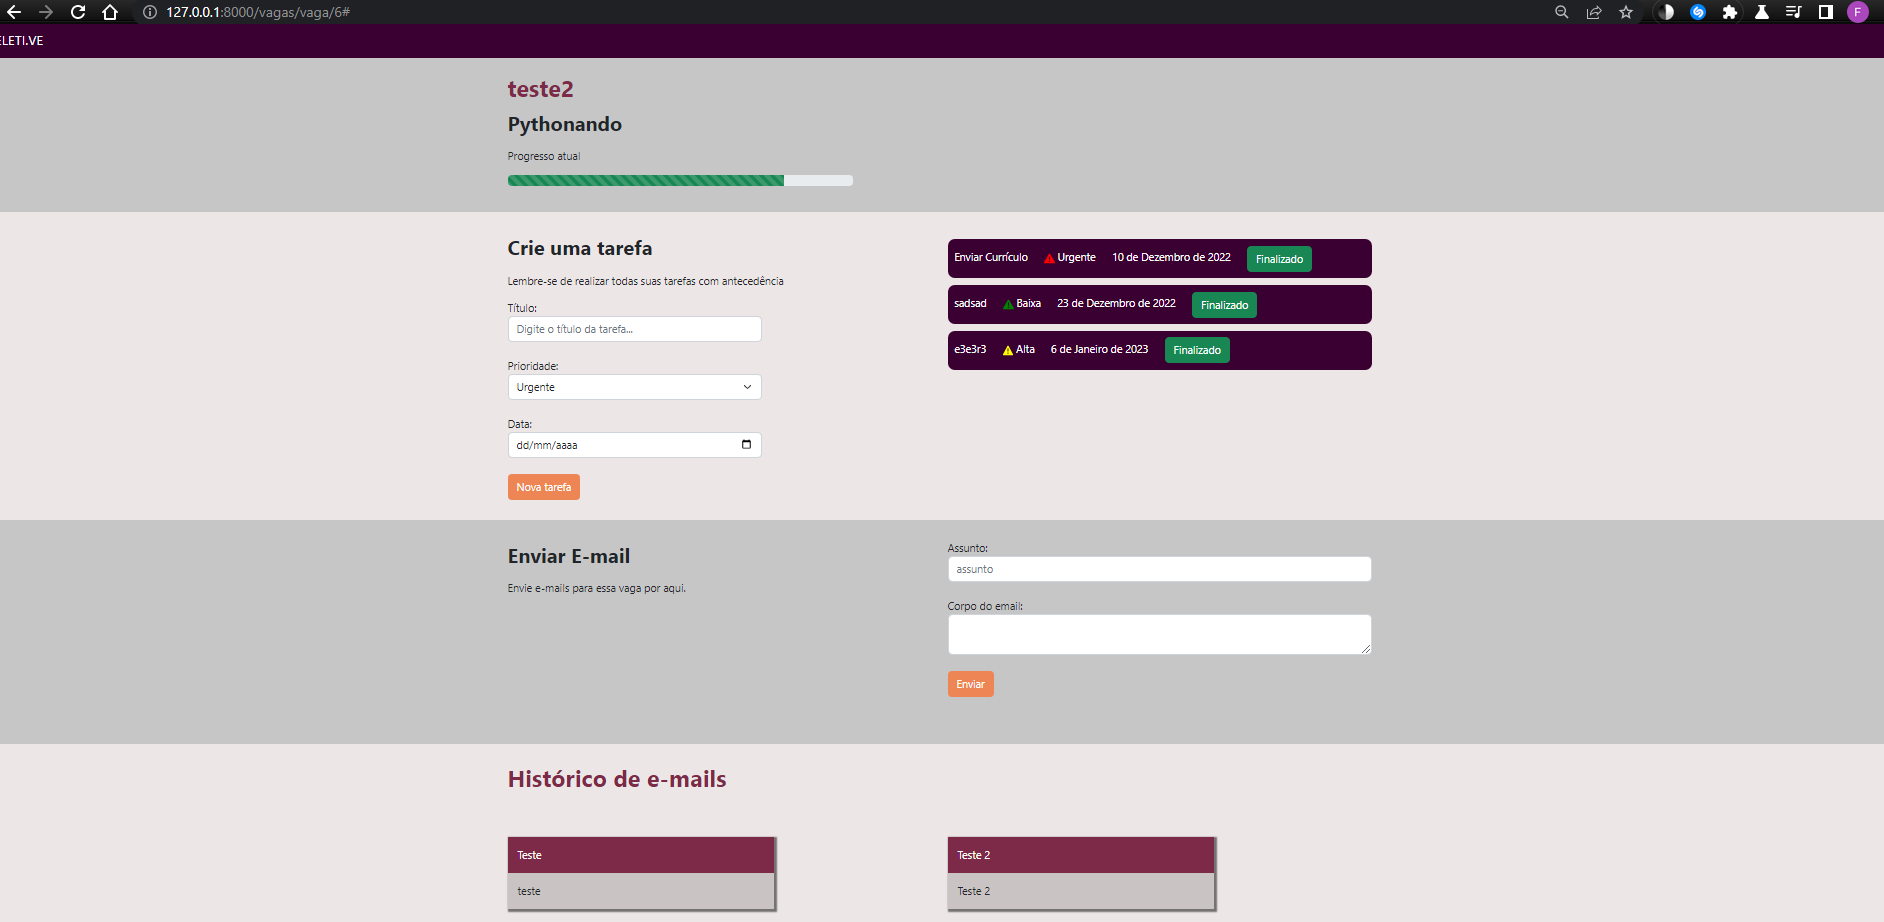 127.0.0.1:8000/vagas/vaga/6#
F
ELETI.VE
teste2
Pythonando
Progresso atual
Crie uma tarefa
Lembre-se de realizar todas suas tarefas com antecedência
Título:
Digite o título da tarefa...
Prioridade:
Urgente
Data:
dd/mm/aaaa
Nova tarefa
Enviar Currículo Urgente 10 de Dezembro de 2022 Finalizado
sadsad Baixa 23 de Dezembro de 2022 Finalizado
e3e3r3 Alta 6 de Janeiro de 2023 Finalizado
Enviar E-mail
Envie e-mails para essa vaga por aqui.
Assunto:
assunto
Corpo do email:
Enviar
Histórico de e-mails
Teste
teste
Teste 2
Teste 2